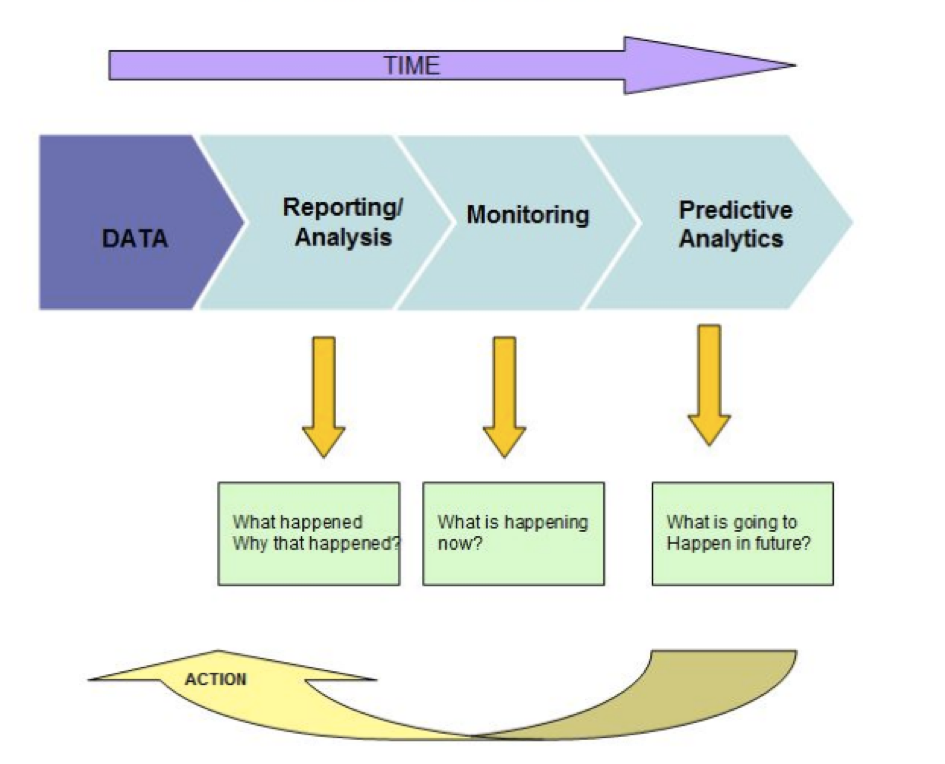 TIME
DATA
Reporting/
Analysis
Monitoring
Predictive
Analytics
What happened
Why that happened?
What is happening
now?
What is going to
Happen in future?
ACTION